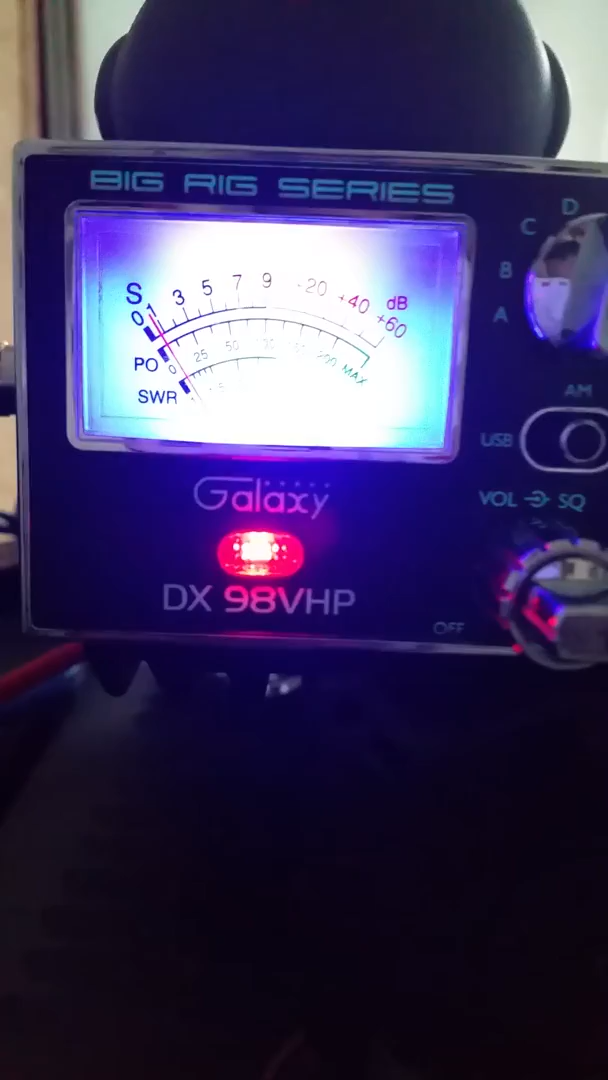 BIG RIG SERIES
D
C
B
A
S
0 1 3 5 7 9 -20 +40 +60 dB
PO 0 25 50 200 MAX
SWR
AM
USB
Galaxy
VOL SQ
DX 98VHP
OFF